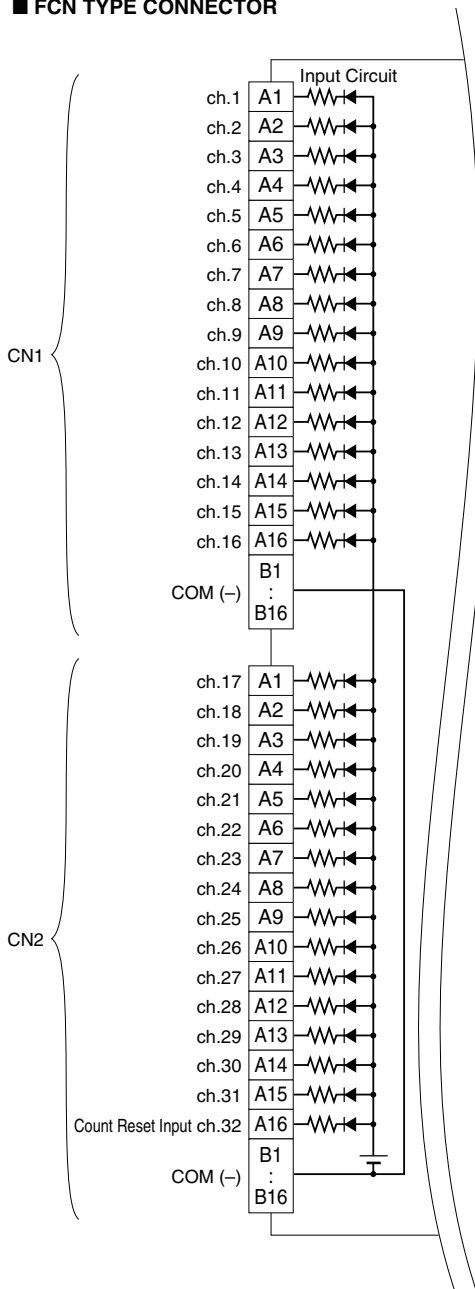 ■ FCN TYPE CONNECTOR
Input Circuit
ch.1 A1
ch.2 A2
ch.3 A3
ch.4 A4
ch.5 A5
ch.6 A6
ch.7 A7
ch.8 A8
ch.9 A9
CN1
ch.10 A10
ch.11 A11
ch.12 A12
ch.13 A13
ch.14 A14
ch.15 A15
ch.16 A16
B1
COM (–) :
B16
ch.17 A1
ch.18 A2
ch.19 A3
ch.20 A4
ch.21 A5
ch.22 A6
ch.23 A7
ch.24 A8
ch.25 A9
CN2
ch.26 A10
ch.27 A11
ch.28 A12
ch.29 A13
ch.30 A14
ch.31 A15
Count Reset Input ch.32 A16
B1
COM (–) :
B16